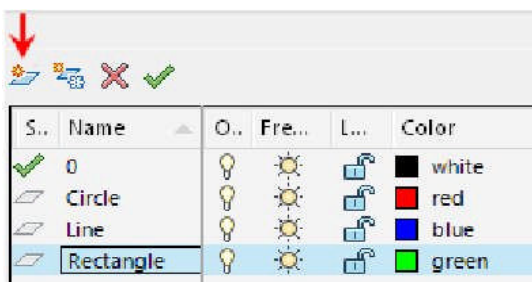 S.. Name O.. Fre... L... Color
0 white
Circle red
Line blue
Rectangle green